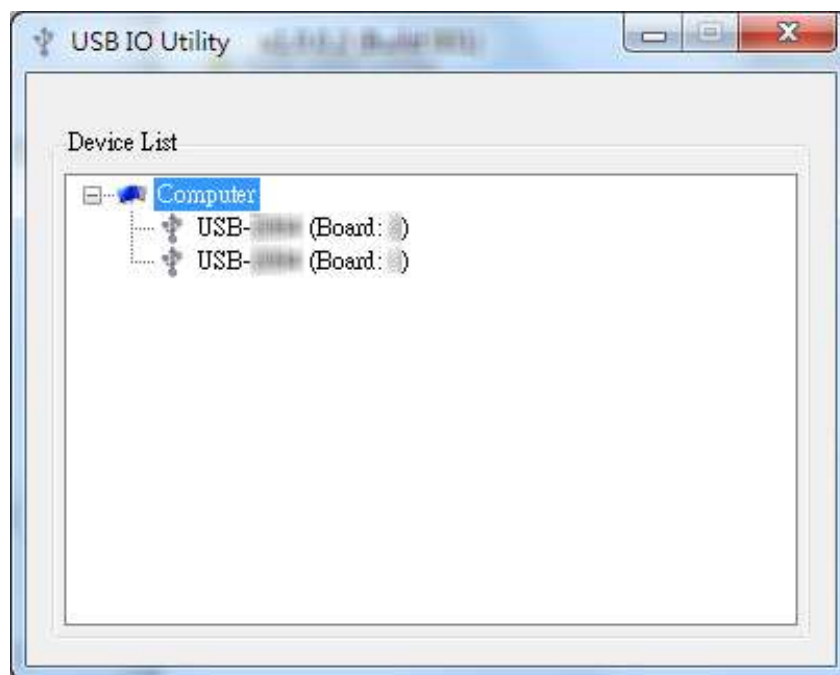 USB IO Utility
Device List
Computer
USB- (Board: )
USB- (Board: )